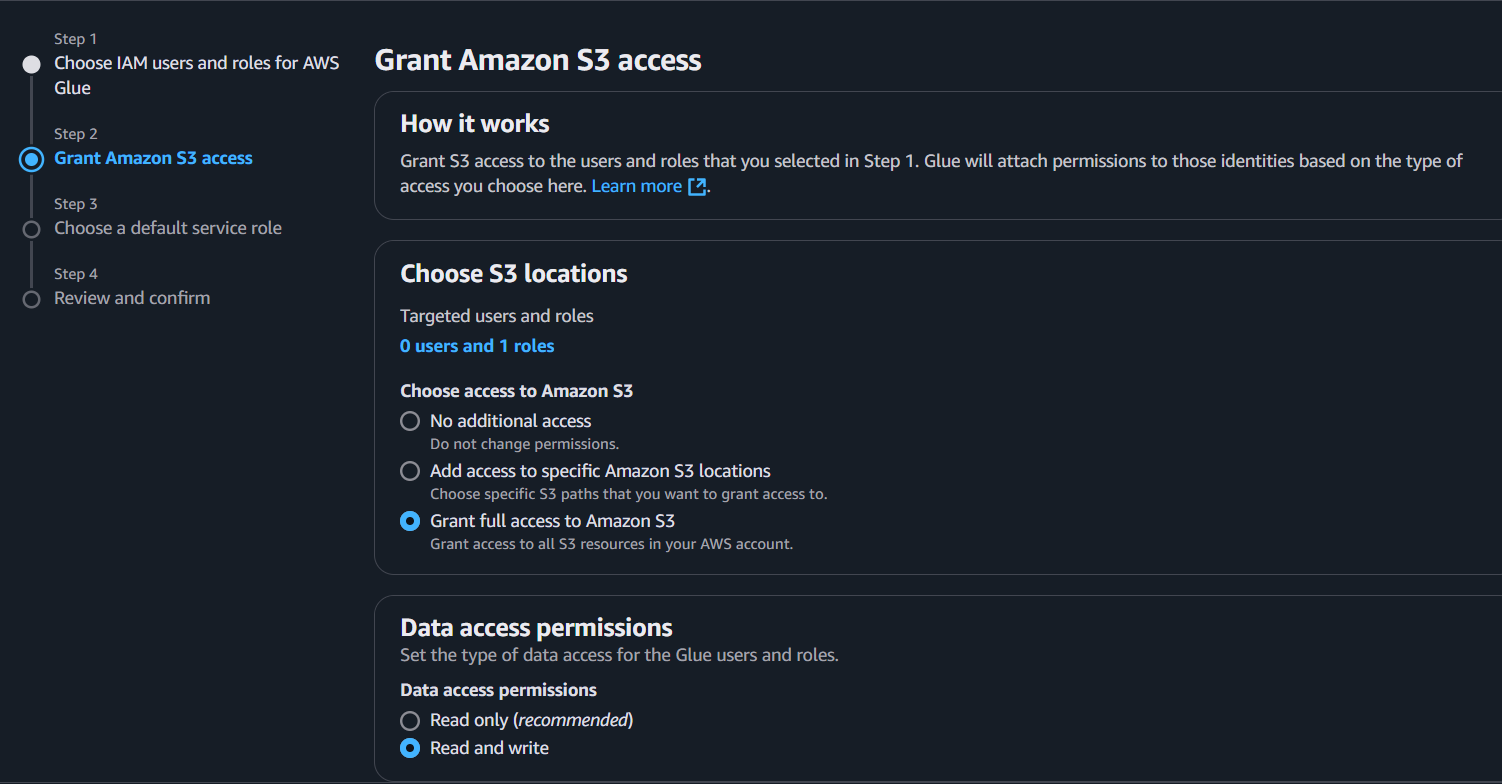 Step 1
Choose IAM users and roles for AWS
Glue
Step 2
Grant Amazon S3 access
Step 3
Choose a default service role
Step 4
Review and confirm
Grant Amazon S3 access
How it works
Grant S3 access to the users and roles that you selected in Step 1. Glue will attach permissions to those identities based on the type of
access you choose here. Learn more.
Choose S3 locations
Targeted users and roles
0 users and 1 roles
Choose access to Amazon S3
No additional access
Do not change permissions.
Add access to specific Amazon S3 locations
Choose specific S3 paths that you want to grant access to.
Grant full access to Amazon S3
Grant access to all S3 resources in your AWS account.
Data access permissions
Set the type of data access for the Glue users and roles.
Data access permissions
Read only (recommended)
Read and write